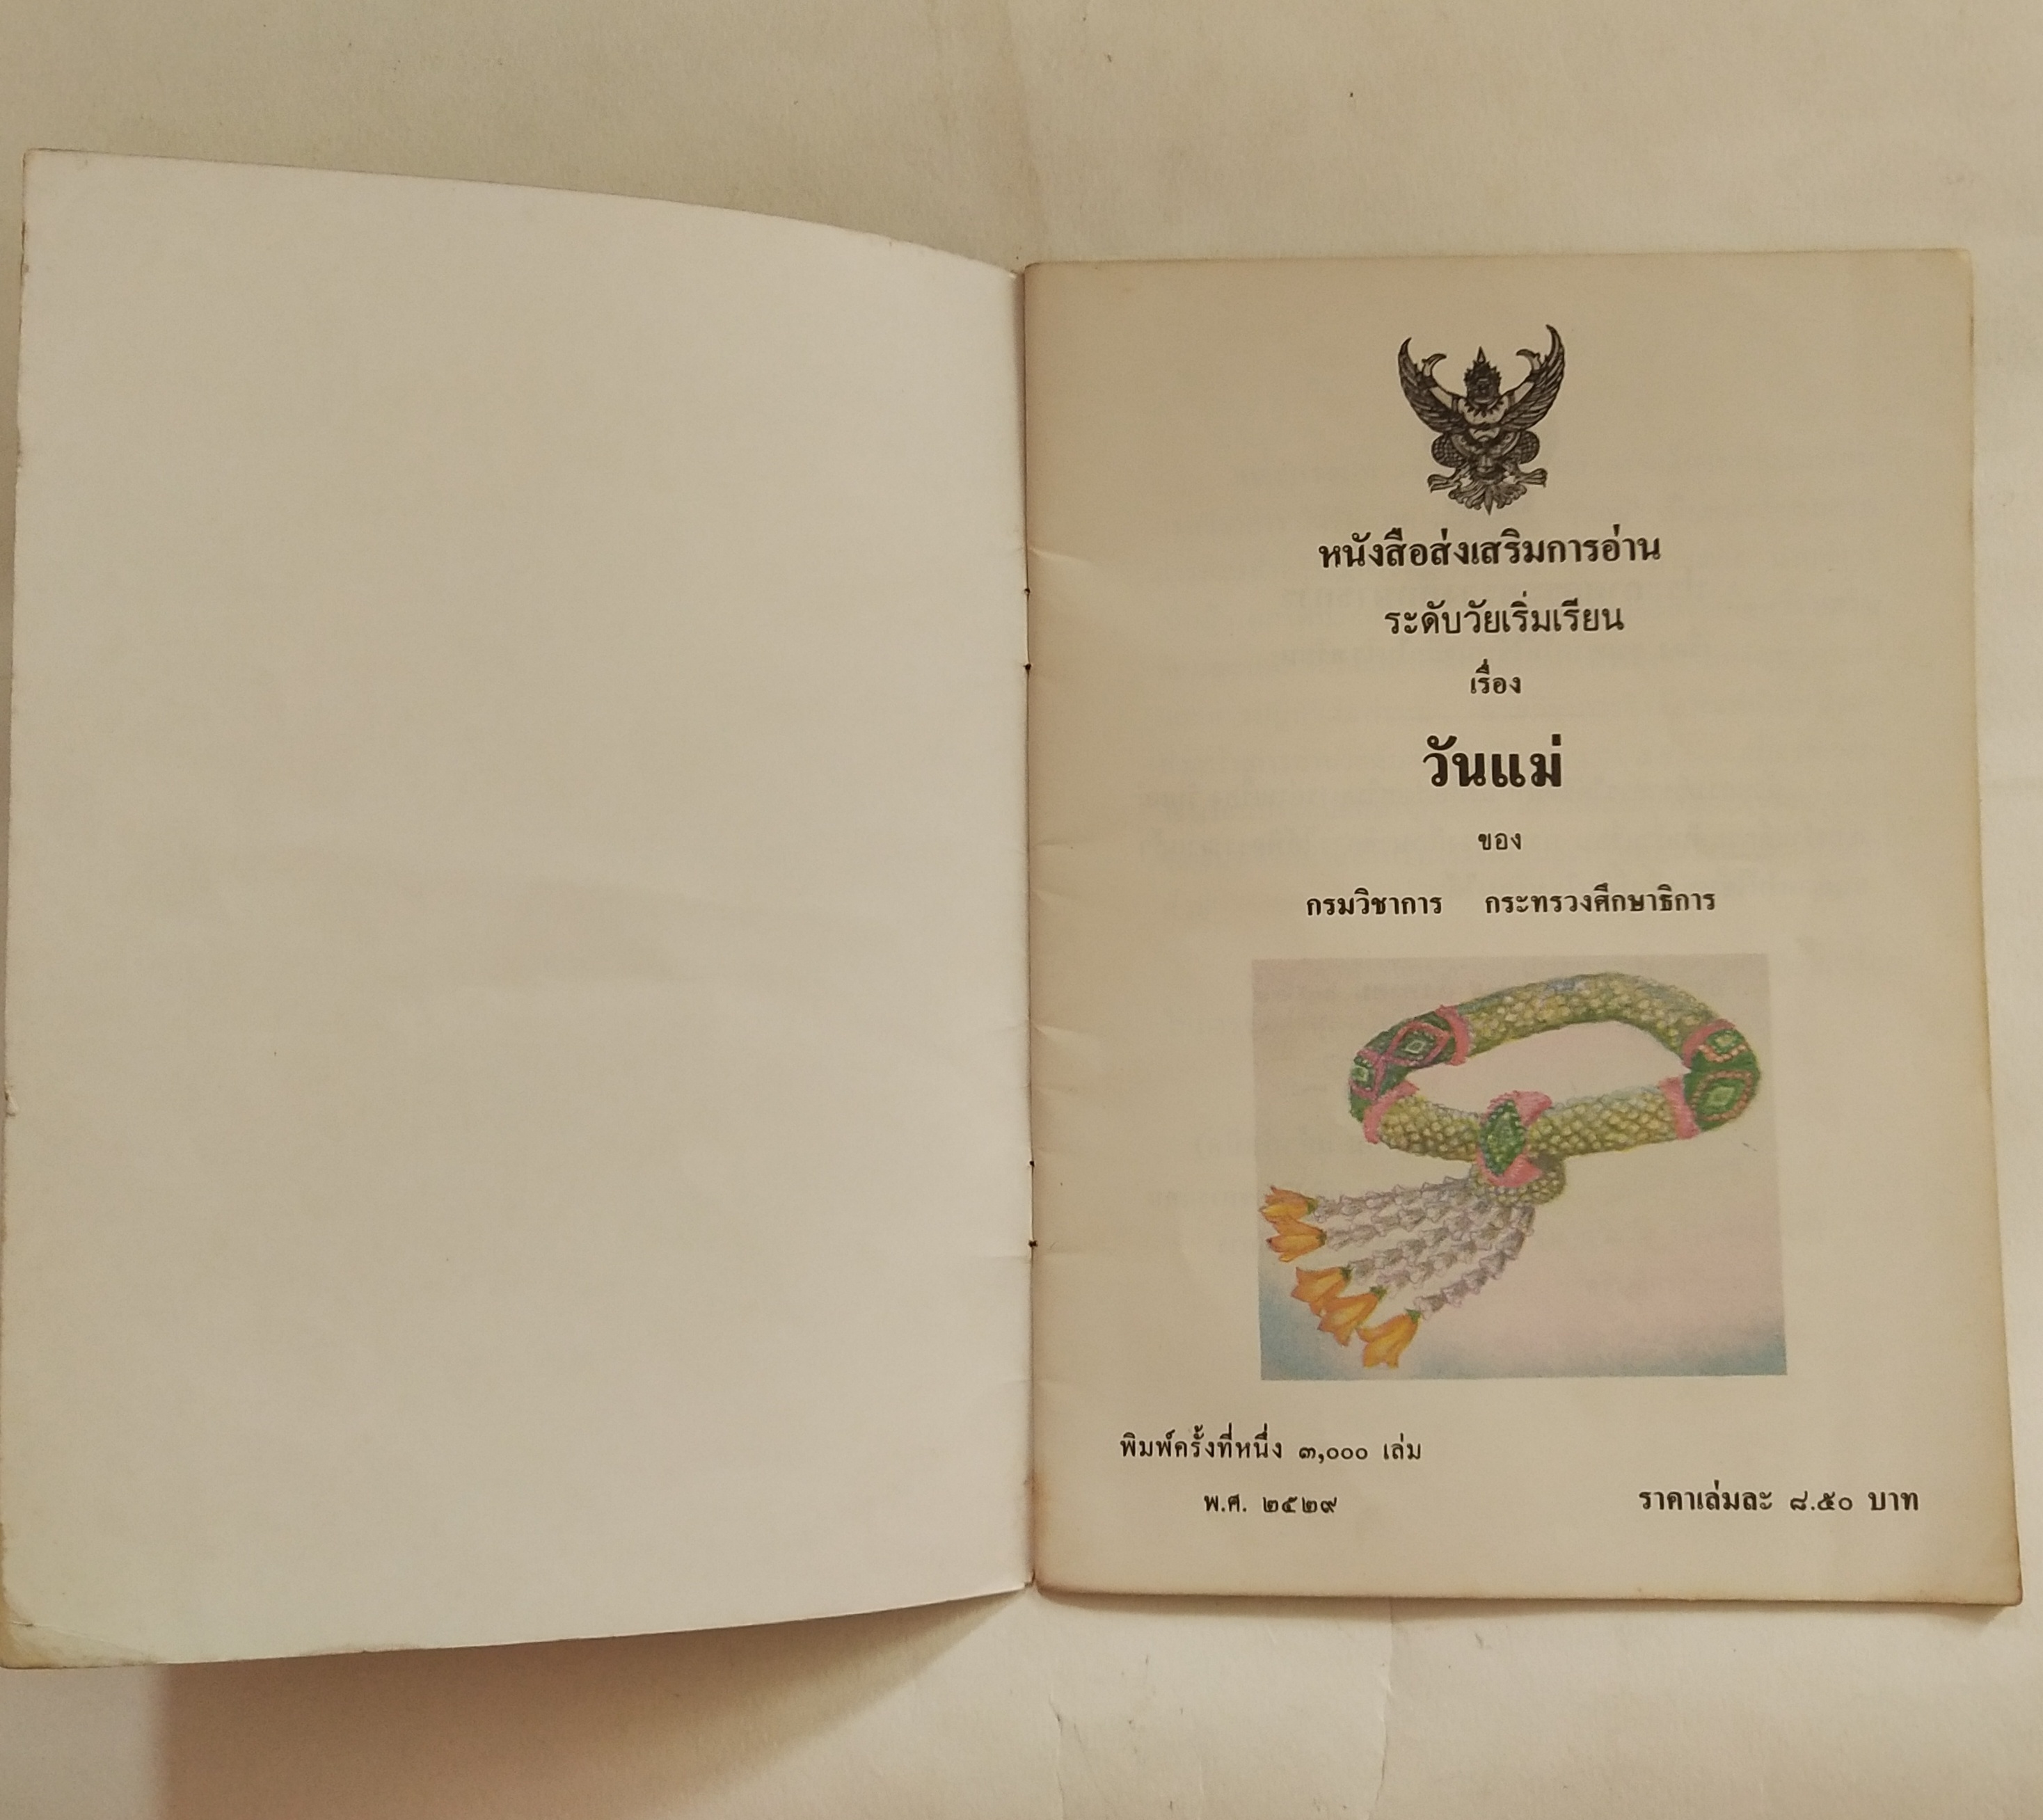 หนังสือส่งเสริมการอ่าน
ระดับวัยเริ่มเรียน
เรื่อง
วันแม่
ของ
กรมวิชาการ กระทรวงศึกษาธิการ
พิมพ์ครั้งที่หนึ่ง ๓,๐๐๐ เล่ม
พ.ศ. ๒๕๒๙
ราคาเล่มละ ๘.๕๐ บาท